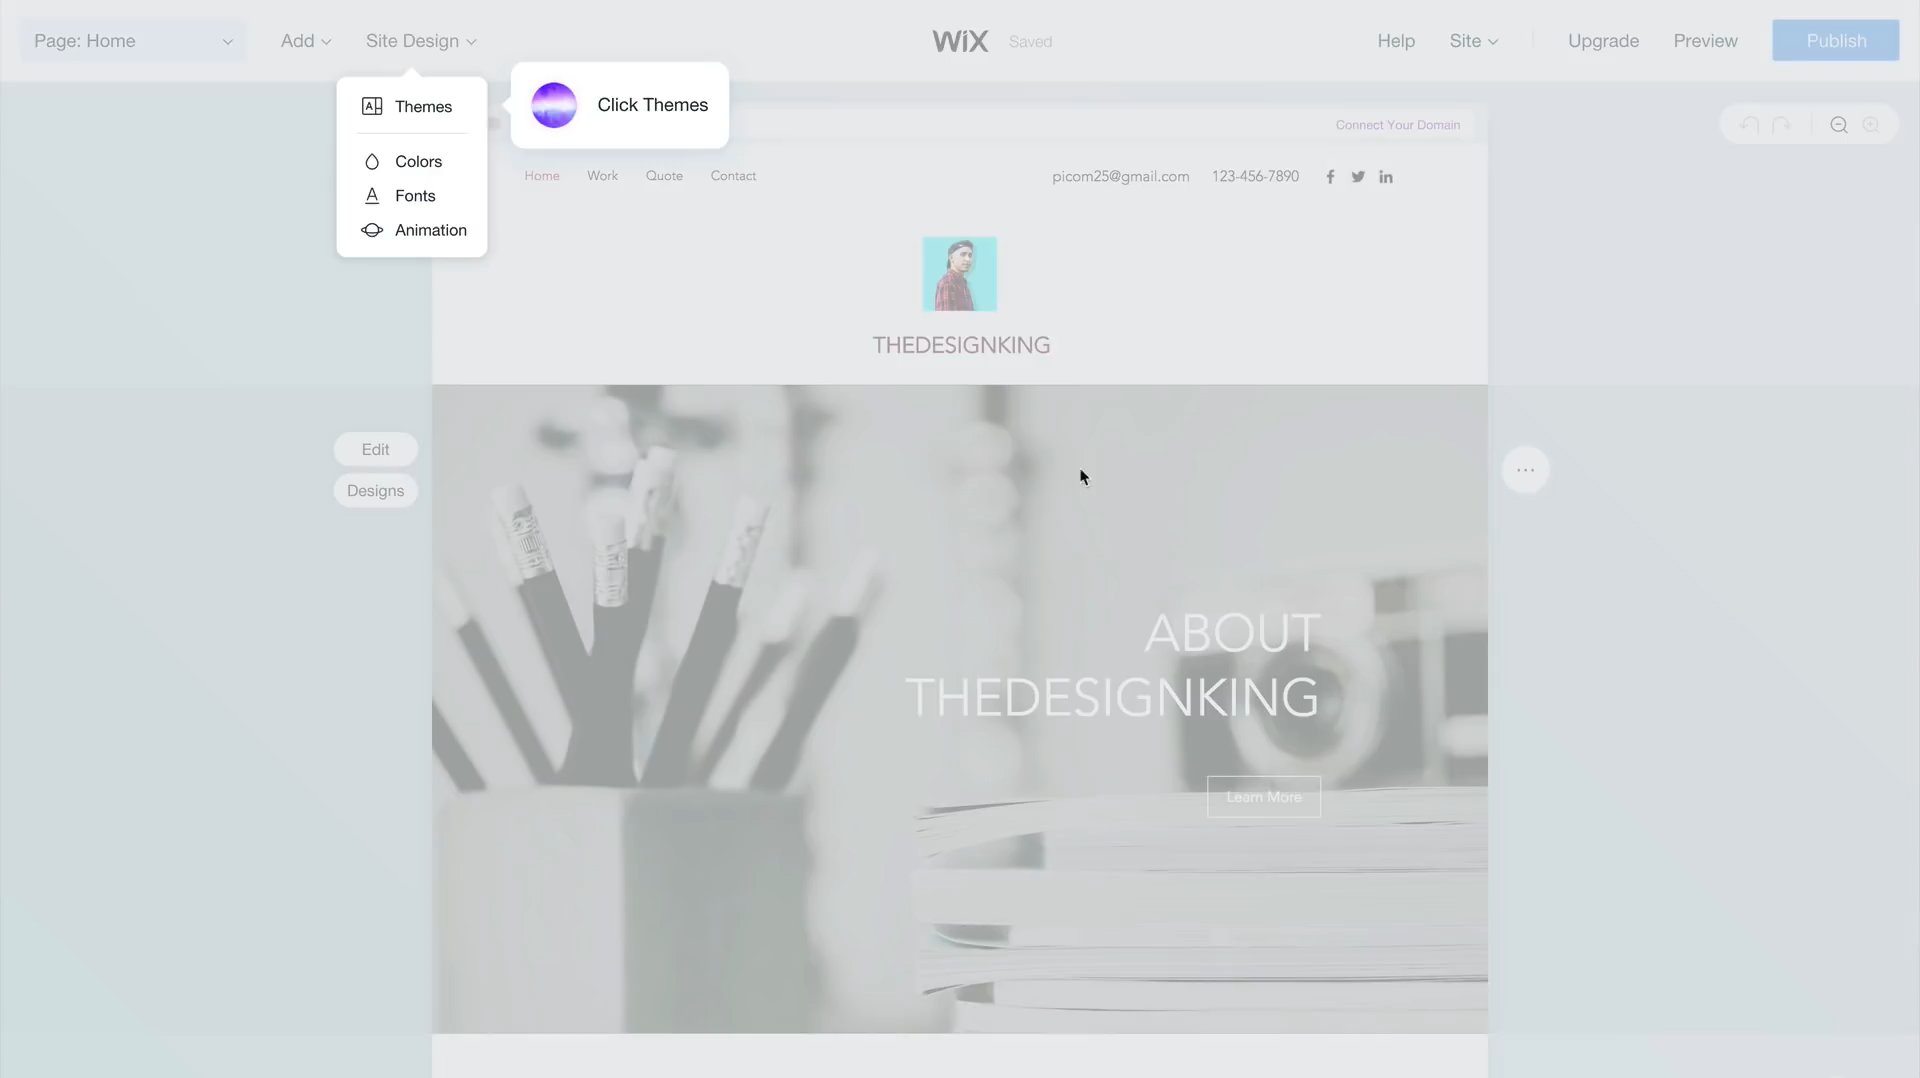 Page: Home
Add
Site Design
WiX
Saved
Help
Site
Upgrade
Preview
Publish
Themes
Colors
Fonts
Animation
Click Themes
Connect Your Domain
Home
Work
Quote
Contact
picom25@gmail.com
123-456-7890
THEDESIGNKING
Edit
Designs
ABOUT
THEDESIGNKING
Learn More